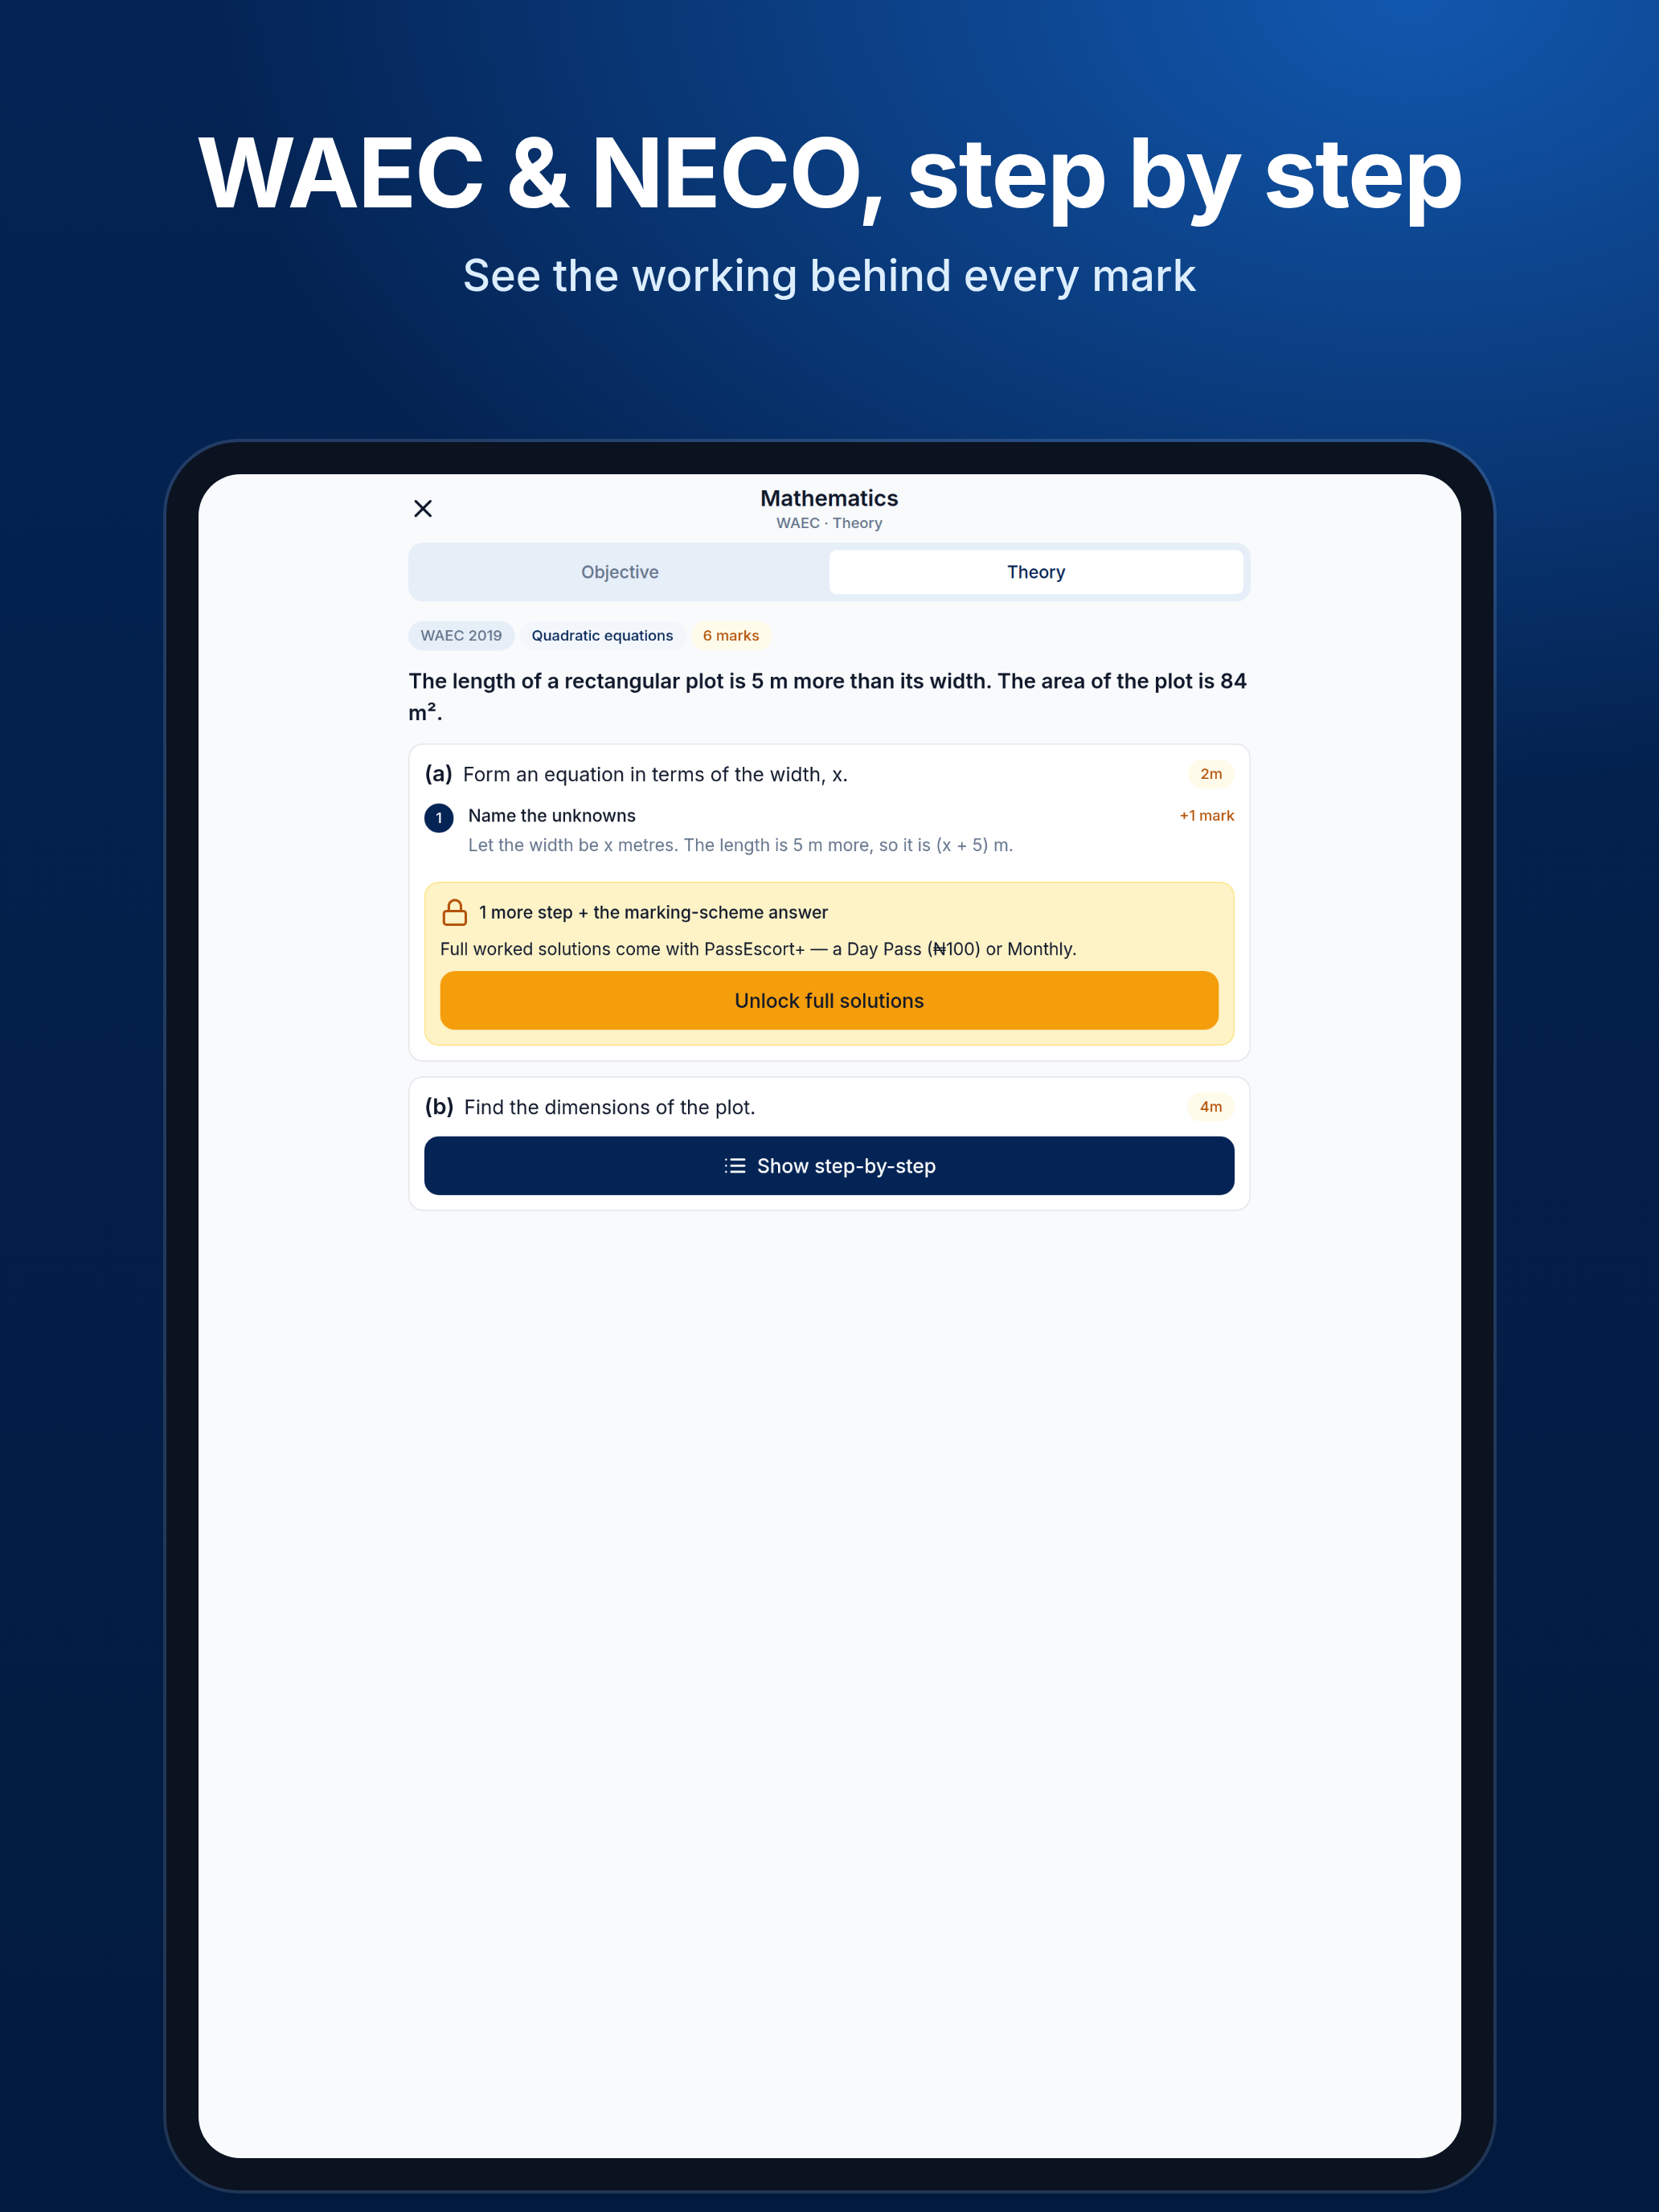 WAEC & NECO, step by step
See the working behind every mark
Mathematics
WAEC · Theory
Objective
Theory
WAEC 2019
Quadratic equations
6 marks
The length of a rectangular plot is 5 m more than its width. The area of the plot is 84
m².
(a) Form an equation in terms of the width, x.
2m
1
Name the unknowns
+1 mark
Let the width be x metres. The length is 5 m more, so it is (x + 5) m.
1 more step + the marking-scheme answer
Full worked solutions come with PassEscort+ — a Day Pass (₦100) or Monthly.
Unlock full solutions
(b) Find the dimensions of the plot.
4m
Show step-by-step